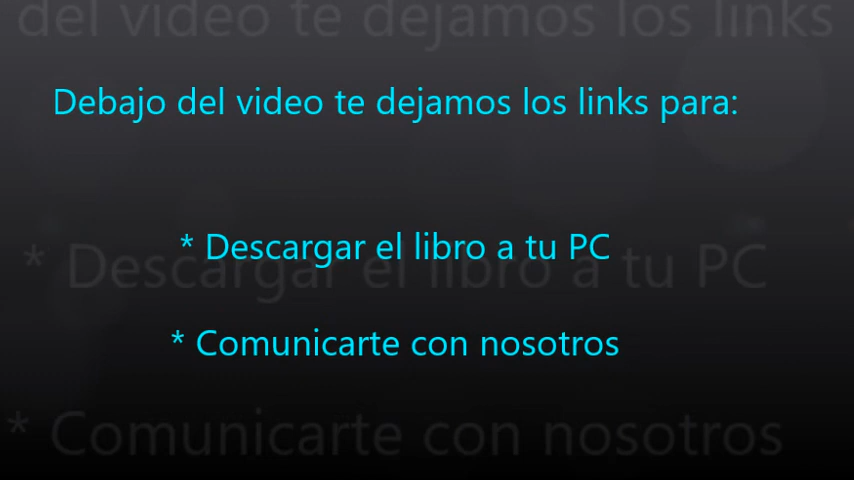 del video te dejamos los links
Debajo del video te dejamos los links para:
* Descargar el libro a tu PC
* Descargar el libro a tu PC
* Comunicarte con nosotros
* Comunicarte con nosotros